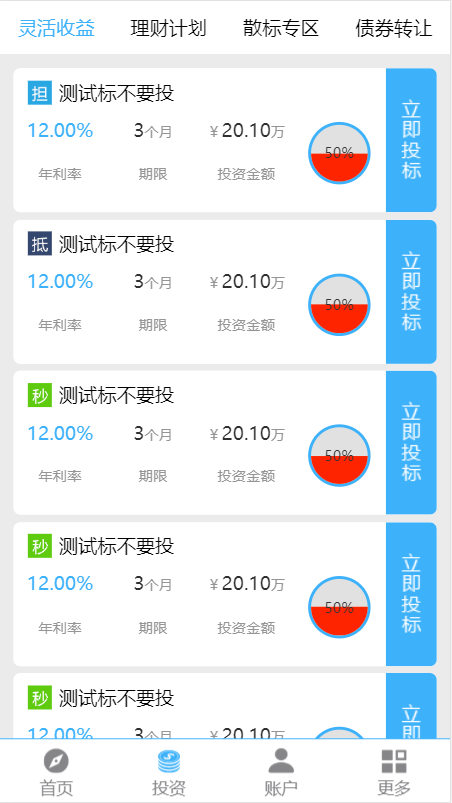 灵活收益 理财计划 散标专区 债券转让
担 测试标不要投
12.00% 3个月 ¥20.10万 50%
年利率 期限 投资金额
立即投标
抵 测试标不要投
12.00% 3个月 ¥20.10万 50%
年利率 期限 投资金额
立即投标
秒 测试标不要投
12.00% 3个月 ¥20.10万 50%
年利率 期限 投资金额
立即投标
秒 测试标不要投
12.00% 3个月 ¥20.10万 50%
年利率 期限 投资金额
立即投标
秒 测试标不要投
12.00% 3个月 ¥20.10万
立即
首页 投资 账户 更多